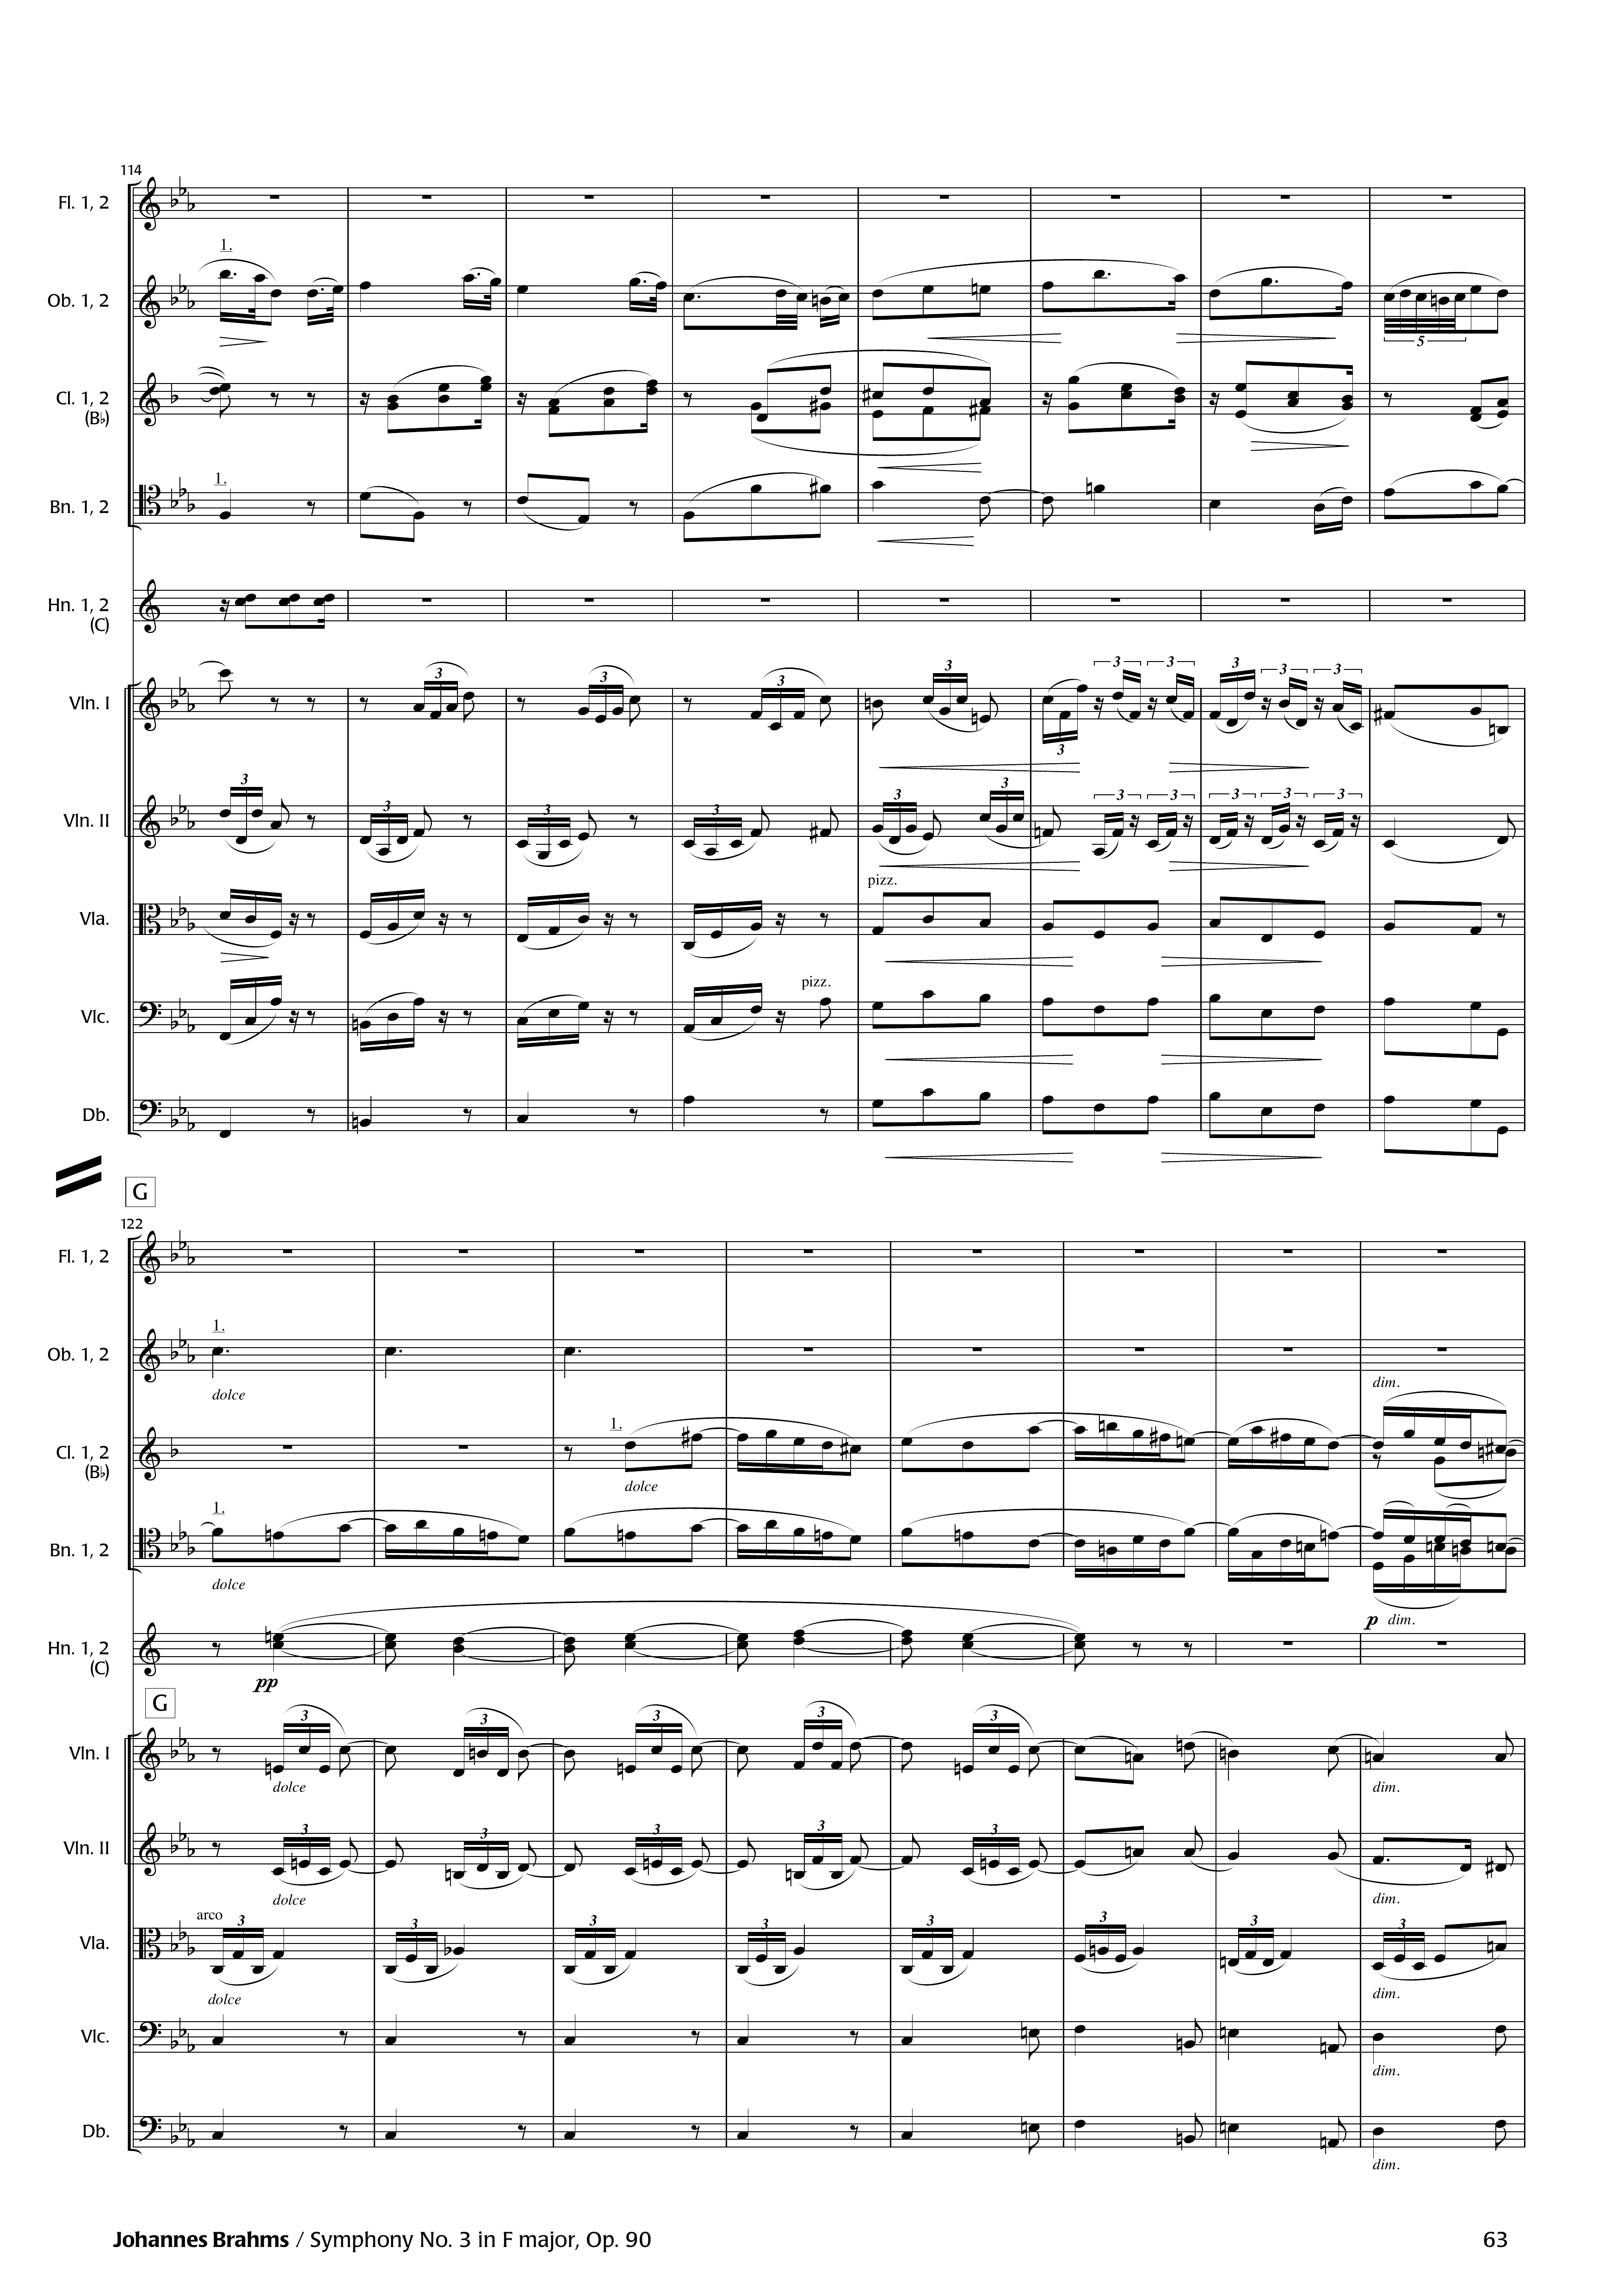 114
Fl. 1, 2
1.
Ob. 1, 2
5
Cl. 1, 2
(B♭)
1.
Bn. 1, 2
Hn. 1, 2
(C)
3 3 3 3 3 3 3 3 3 3
Vln. I
3
3 3 3 3 3 3 3 3 3 3 3
Vln. II
pizz.
Vla.
pizz.
Vlc.
Db.
G
122
Fl. 1, 2
1.
Ob. 1, 2
dolce
dim.
1.
Cl. 1, 2
(B♭)
dolce
1.
Bn. 1, 2
dolce
p dim.
Hn. 1, 2
(C)
pp
G
3 3 3 3 3
Vln. I
dolce dim.
3 3 3 3 3
Vln. II
dolce dim.
arco
3 3 3 3 3 3 3 3
Vla.
dolce dim.
Vlc.
dim.
Db.
dim.
Johannes Brahms / Symphony No. 3 in F major, Op. 90 63